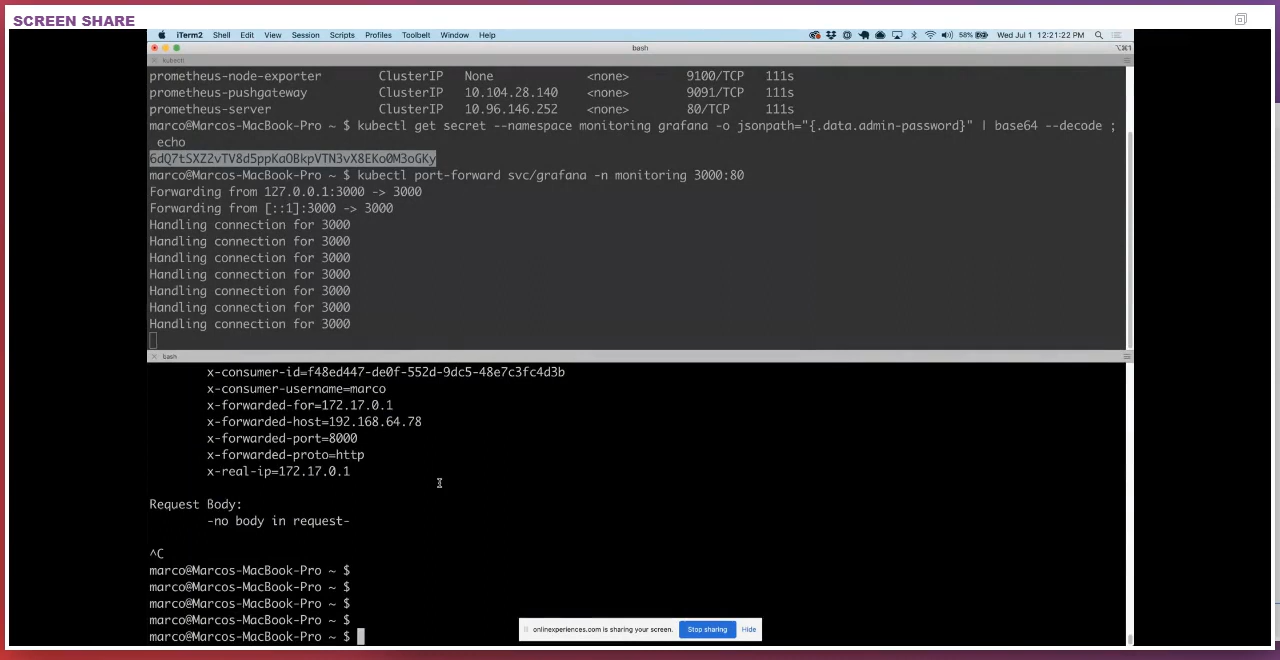 SCREEN SHARE
iTerm2 Shell Edit View Session Scripts Profiles Toolbelt Window Help 58% Wed Jul 1 12:21:22 PM
bash ⌥⌘1
kubectl
prometheus-node-exporter ClusterIP None <none> 9100/TCP 111s
prometheus-pushgateway ClusterIP 10.104.28.140 <none> 9091/TCP 111s
prometheus-server ClusterIP 10.96.146.252 <none> 80/TCP 111s
marco@Marcos-MacBook-Pro ~ $ kubectl get secret --namespace monitoring grafana -o jsonpath="{.data.admin-password}" | base64 --decode ;
echo
6dQ7tSXZ2vTV8d5ppKaOBkpVTN3vX8EKo0M3oGKy
marco@Marcos-MacBook-Pro ~ $ kubectl port-forward svc/grafana -n monitoring 3000:80
Forwarding from 127.0.0.1:3000 -> 3000
Forwarding from [::1]:3000 -> 3000
Handling connection for 3000
Handling connection for 3000
Handling connection for 3000
Handling connection for 3000
Handling connection for 3000
Handling connection for 3000
Handling connection for 3000
bash
x-consumer-id=f48ed447-de0f-552d-9dc5-48e7c3fc4d3b
x-consumer-username=marco
x-forwarded-for=172.17.0.1
x-forwarded-host=192.168.64.78
x-forwarded-port=8000
x-forwarded-proto=http
x-real-ip=172.17.0.1
Request Body:
-no body in request-
^C
marco@Marcos-MacBook-Pro ~ $
marco@Marcos-MacBook-Pro ~ $
marco@Marcos-MacBook-Pro ~ $
marco@Marcos-MacBook-Pro ~ $
marco@Marcos-MacBook-Pro ~ $
onlinexperiences.com is sharing your screen. Stop sharing Hide